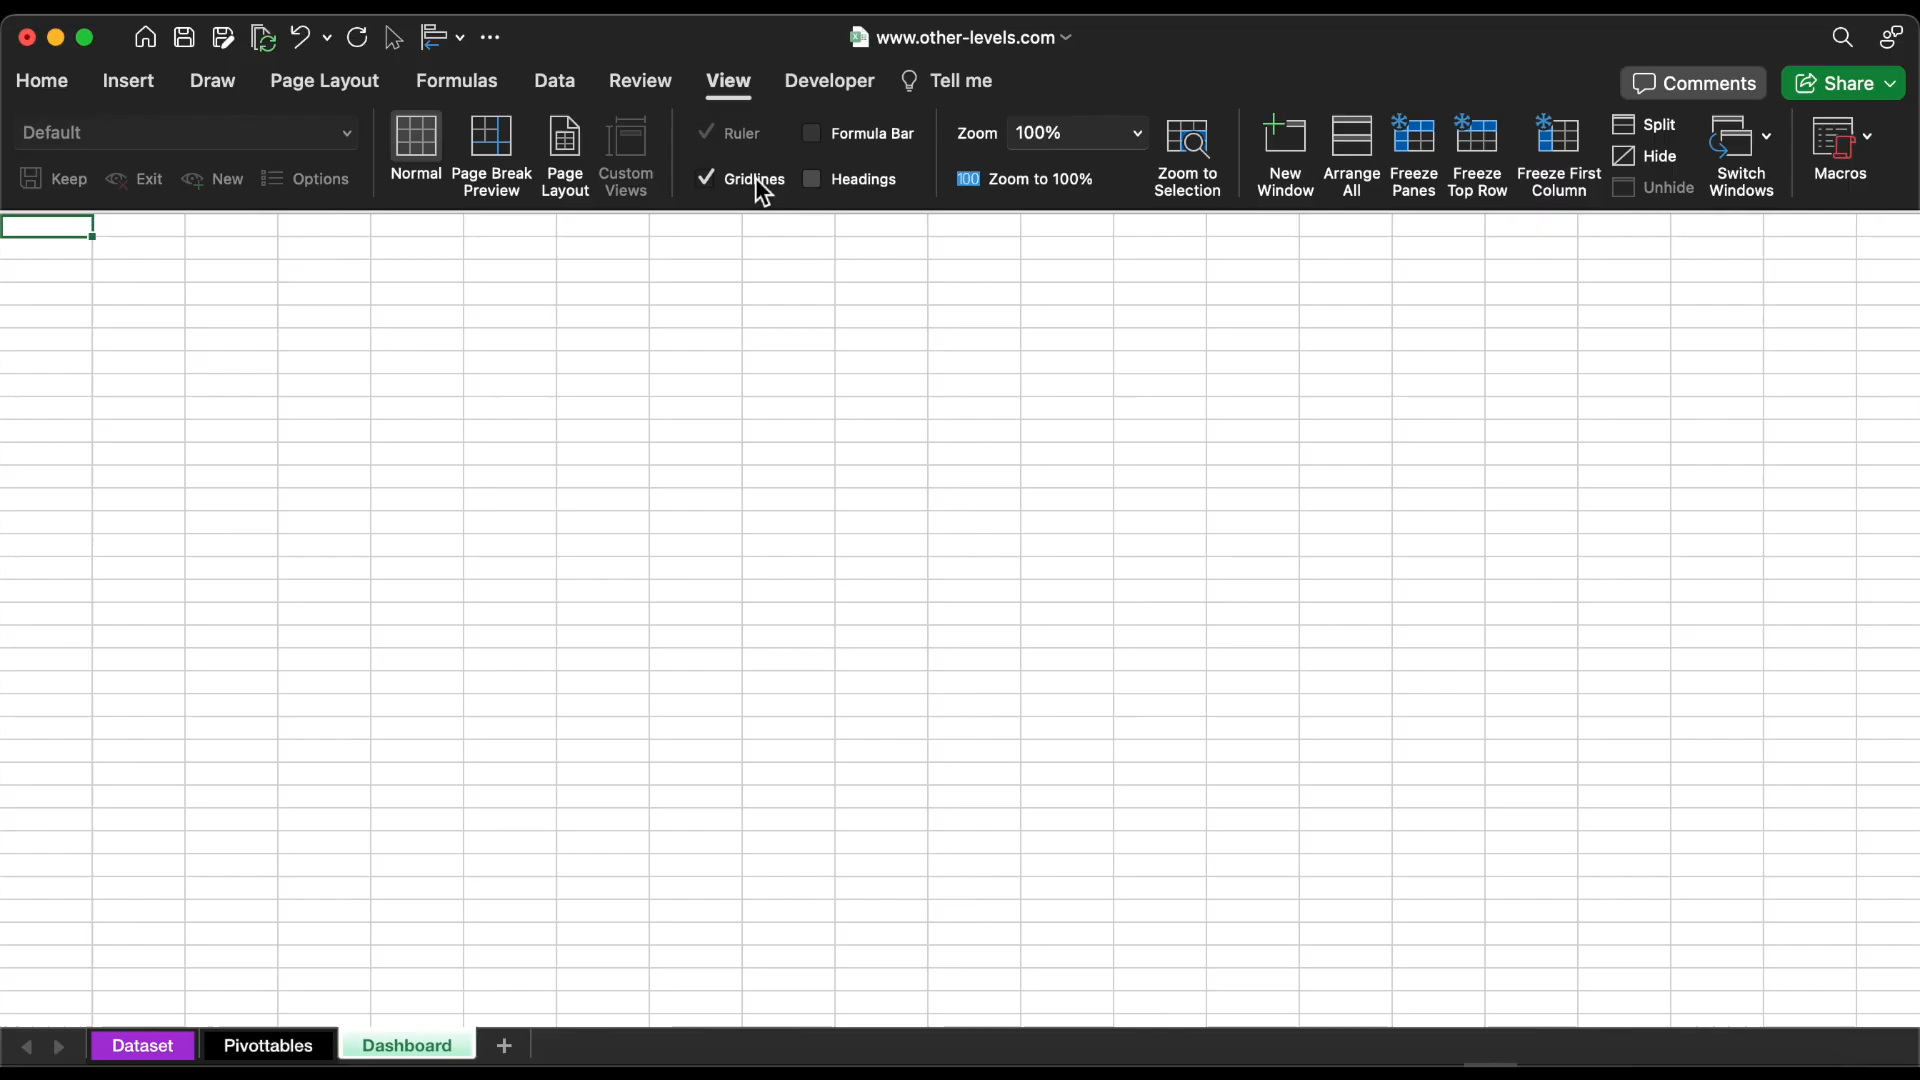 www.other-levels.com
Home Insert Draw Page Layout Formulas Data Review View Developer Tell me Comments Share
Default Ruler Formula Bar Zoom 100% Split
Hide
Keep Exit New Options Normal Page Break Preview Page Layout Custom Views Gridlines Headings 100 Zoom to 100% Zoom to Selection New Window Arrange All Freeze Panes Freeze Top Row Freeze First Column Unhide Switch Windows Macros
Dataset Pivottables Dashboard